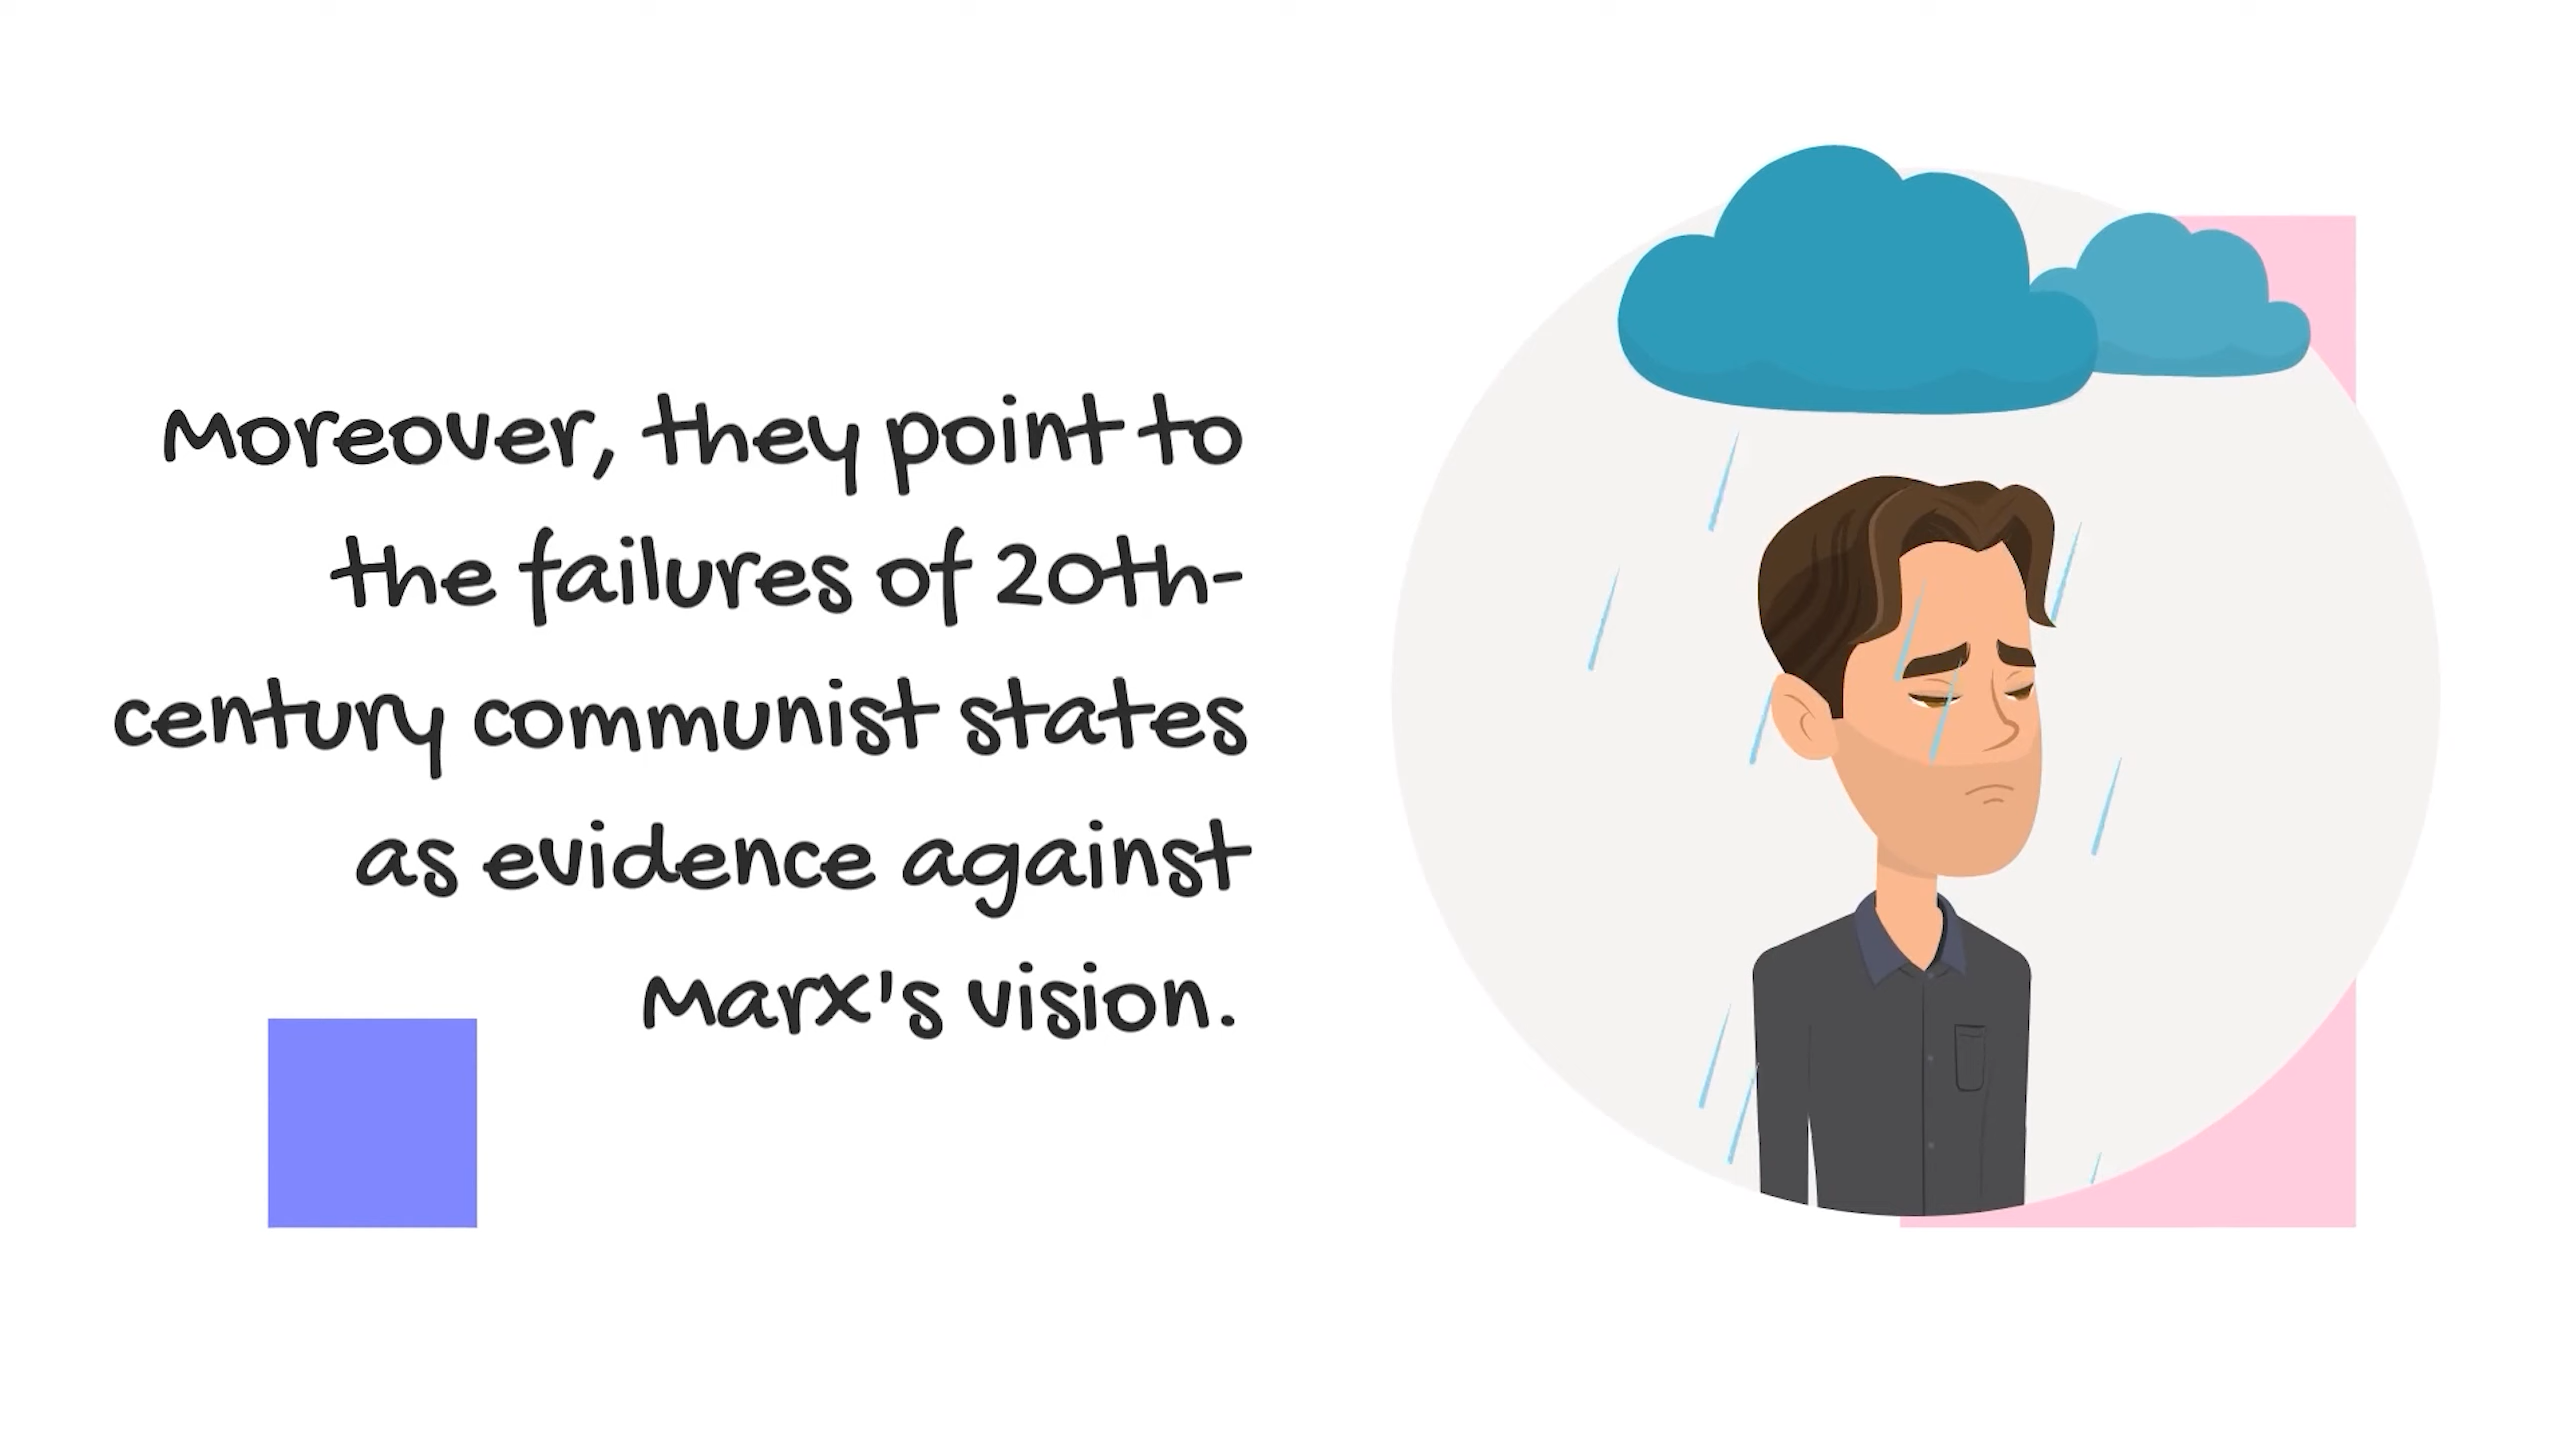 Moreover, they point to
the failures of 20th-
century communist states
as evidence against
Marx's vision.